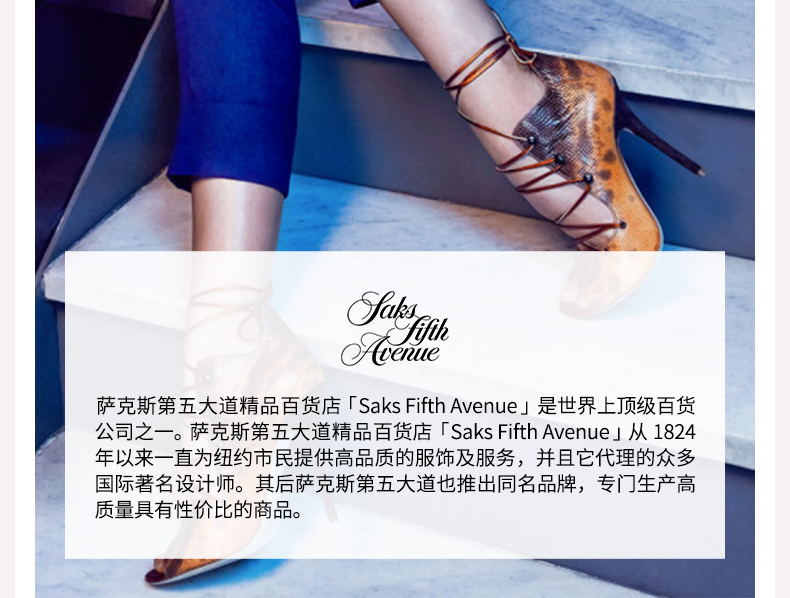 Saks
Fifth
Avenue
萨克斯第五大道精品百货店「Saks Fifth Avenue」是世界上顶级百货
公司之一。萨克斯第五大道精品百货店「Saks Fifth Avenue」从 1824
年以来一直为纽约市民提供高品质的服饰及服务，并且它代理的众多
国际著名设计师。其后萨克斯第五大道也推出同名品牌，专门生产高
质量具有性价比的商品。